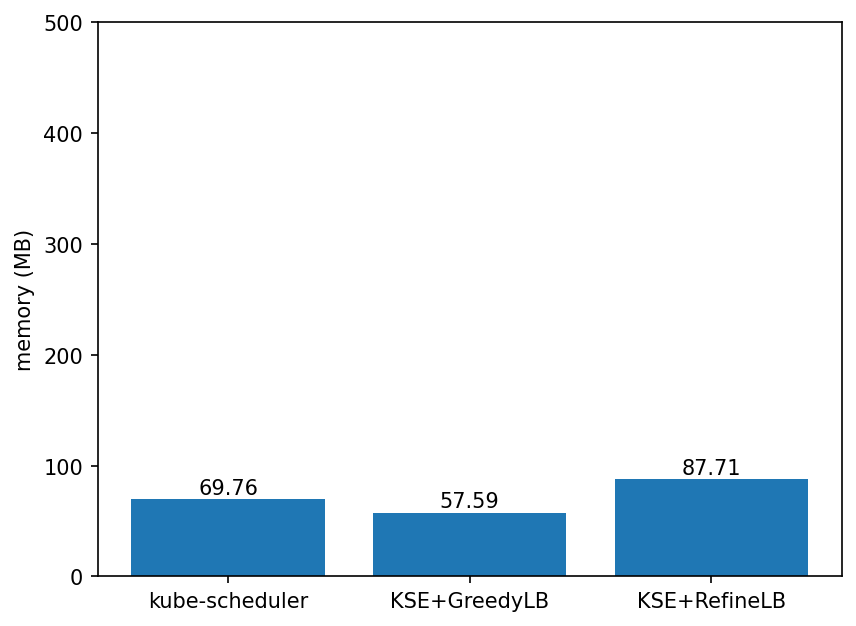 500
400
300
200
100
0
memory (MB)
69.76
57.59
87.71
kube-scheduler
KSE+GreedyLB
KSE+RefineLB